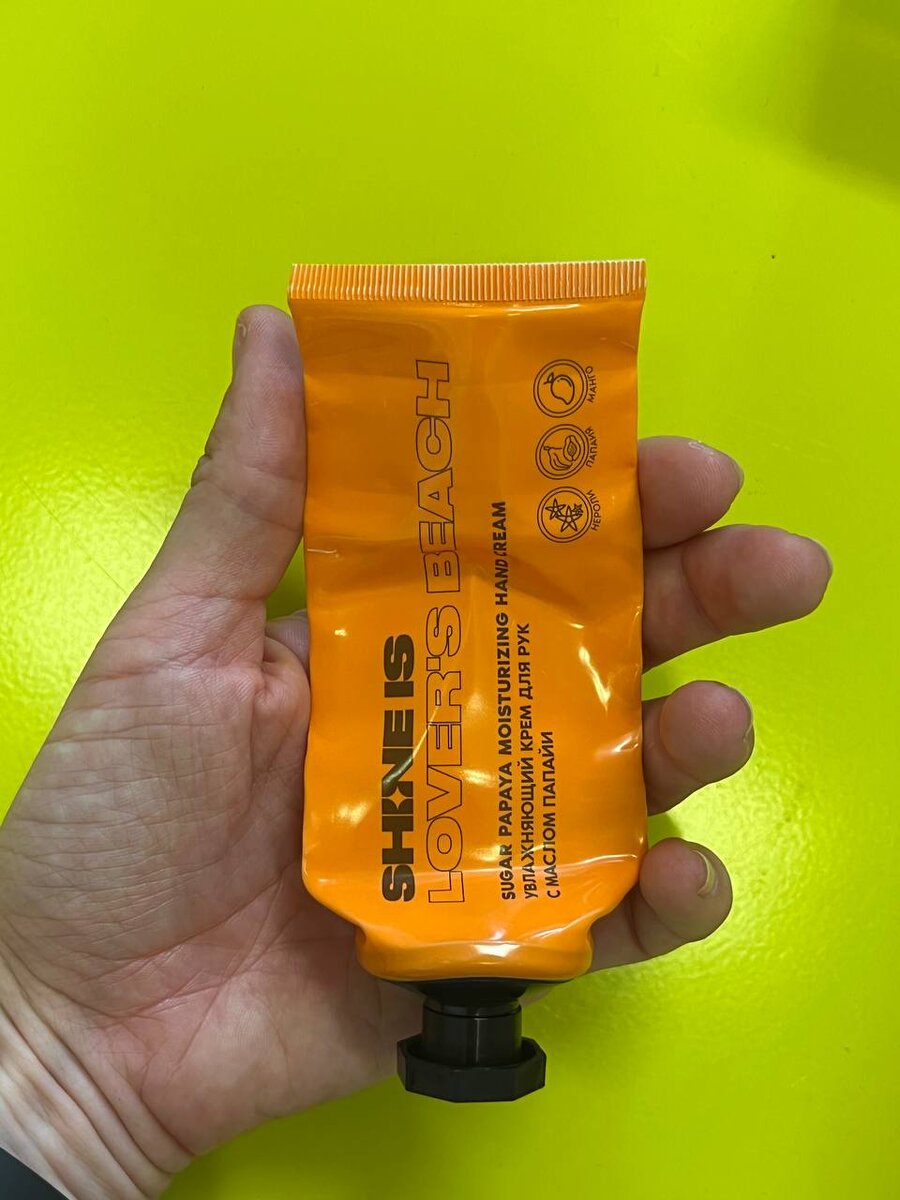 SHINE IS
LOVER'S BEACH
SUGAR PAPAYA MOISTURIZING HAND CREAM
УВЛАЖНЯЮЩИЙ КРЕМ ДЛЯ РУК
С МАСЛОМ ПАПАЙИ
НЕРОЛИ
ПАПАЙЯ
МАНГО